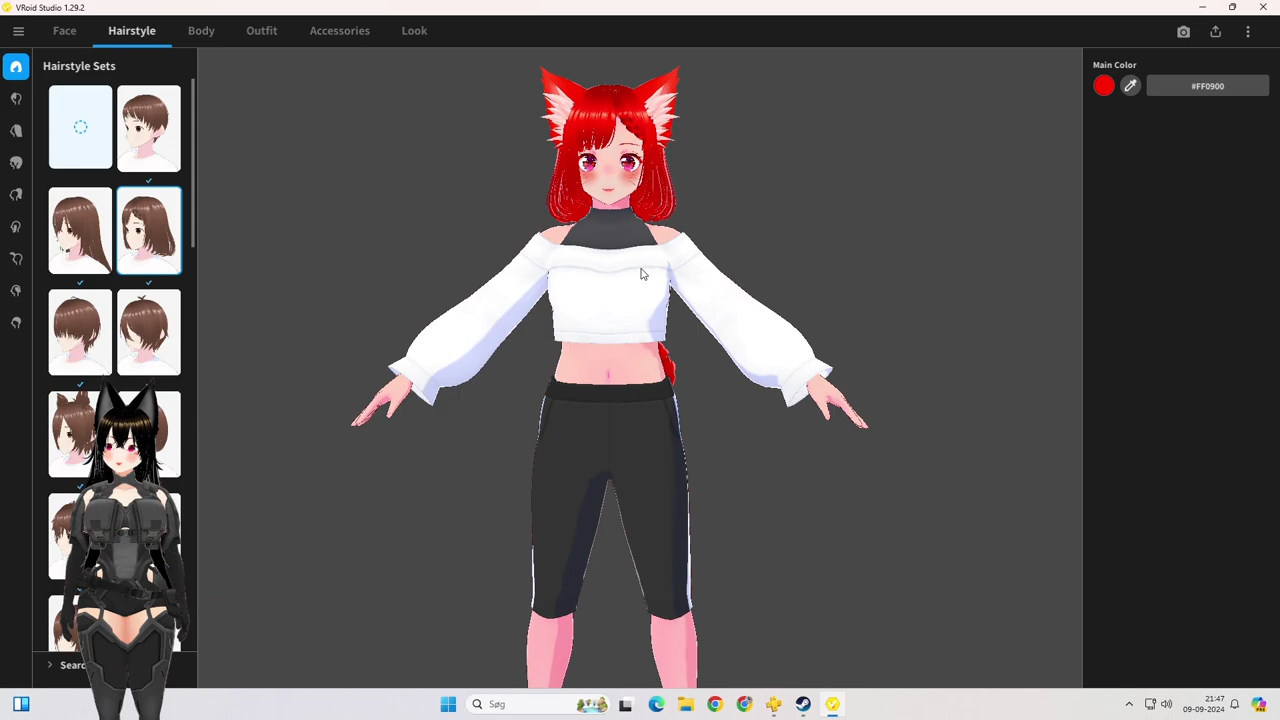 VRoid Studio 1.29.2
Face Hairstyle Body Outfit Accessories Look
Hairstyle Sets
Main Color
#FF0900
Searc
Søg
21:47
09-09-2024